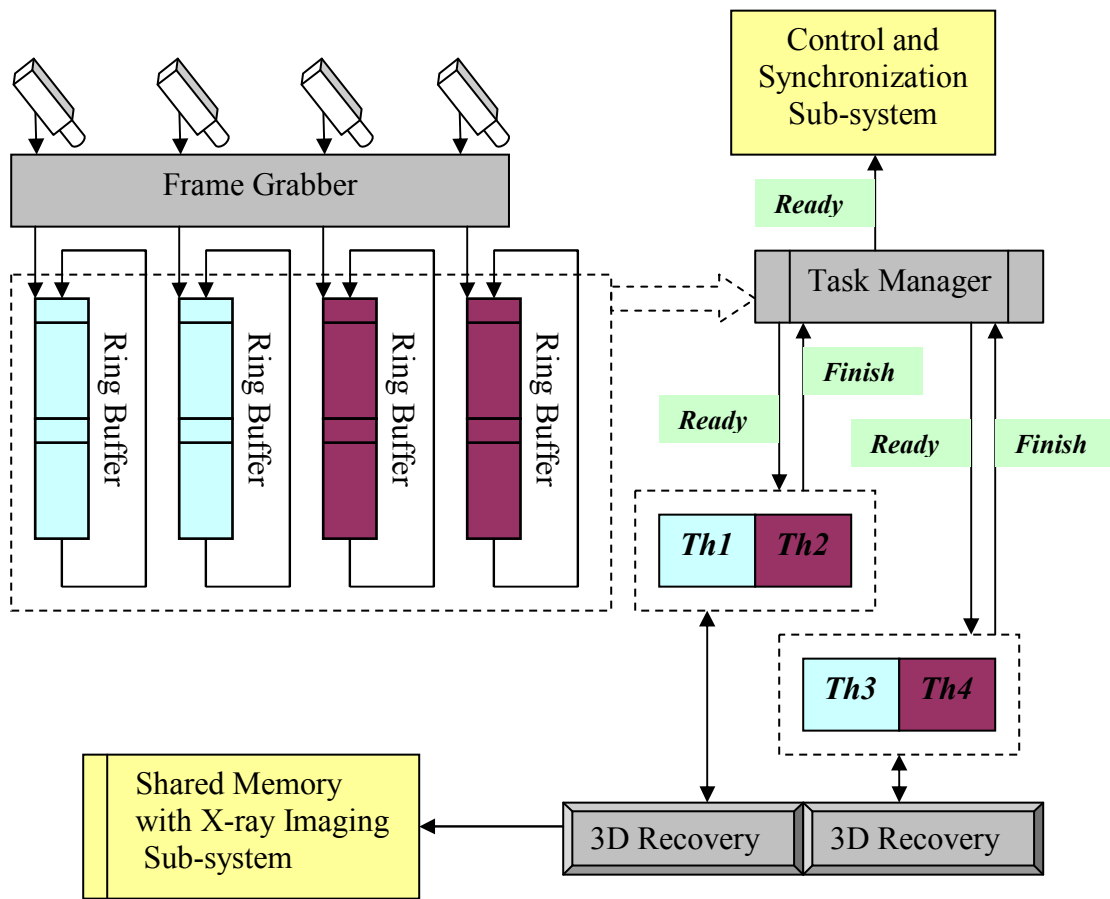 Control and
Synchronization
Sub-system
Frame Grabber
Ready
Task Manager
Ring Buffer
Ring Buffer
Ring Buffer
Ring Buffer
Finish
Ready
Ready
Finish
Th1
Th2
Th3
Th4
Shared Memory
with X-ray Imaging
Sub-system
3D Recovery
3D Recovery